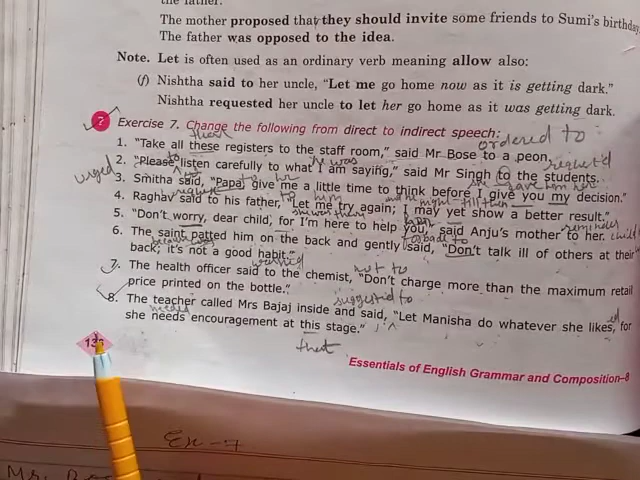 the father.
The mother proposed that they should invite some friends to Sumi's birthday
The father was opposed to the idea.
Note. Let is often used as an ordinary verb meaning allow also:
(f) Nishtha said to her uncle, "Let me go home now as it is getting dark."
Nishtha requested her uncle to let her go home as it was getting dark.
? Exercise 7. Change the following from direct to indirect speech:
ordered to
1. "Take all these registers to the staff room," said Mr Bose to a peon.
2. "Please listen carefully to what I am saying," said Mr Singh to the students.
urged
3. Smitha said, "Papa, give me a little time to think before I give you my decision."
4. Raghav said to his father, "Let me try again; I may yet show a better result."
5. "Don't worry, dear child, for I'm here to help you," said Anju's mother to her.
6. The saint patted him on the back and gently said, "Don't talk ill of others at their
back; it's not a good habit."
not to
7. The health officer said to the chemist, "Don't charge more than the maximum retail
price printed on the bottle."
suggested to
8. The teacher called Mrs Bajaj inside and said, "Let Manisha do whatever she likes, for
needed
she needs encouragement at this stage."
that
Essentials of English Grammar and Composition–8
Ex-7